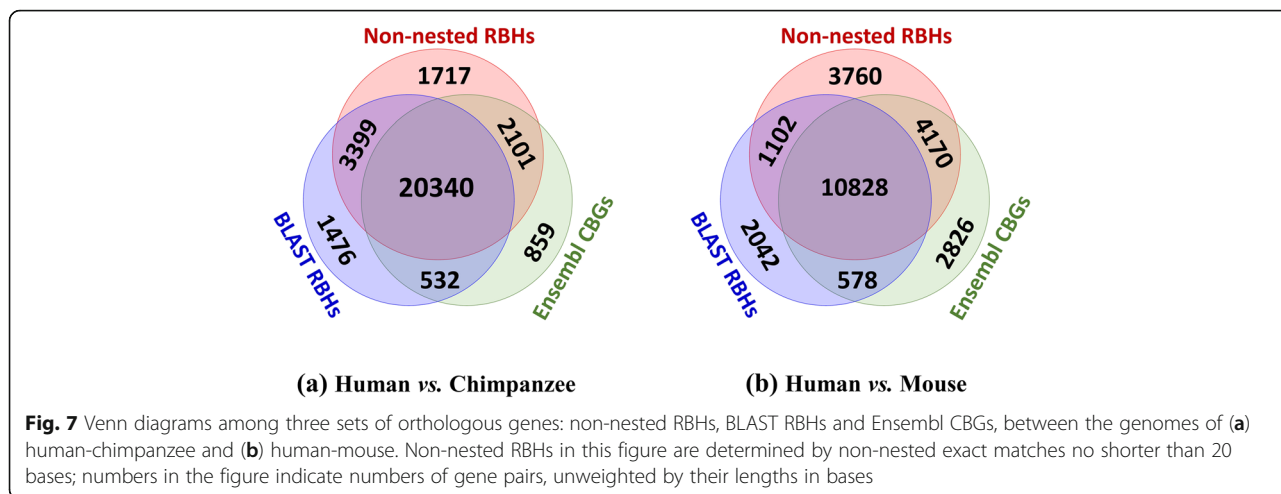 Non-nested RBHs
1717
3399
2101
20340
1476
859
532
BLAST RBHs
Ensembl CBGs
(a) Human vs. Chimpanzee
Non-nested RBHs
3760
1102
4170
10828
2042
2826
578
BLAST RBHs
Ensembl CBGs
(b) Human vs. Mouse
Fig. 7 Venn diagrams among three sets of orthologous genes: non-nested RBHs, BLAST RBHs and Ensembl CBGs, between the genomes of (a)
human-chimpanzee and (b) human-mouse. Non-nested RBHs in this figure are determined by non-nested exact matches no shorter than 20
bases; numbers in the figure indicate numbers of gene pairs, unweighted by their lengths in bases